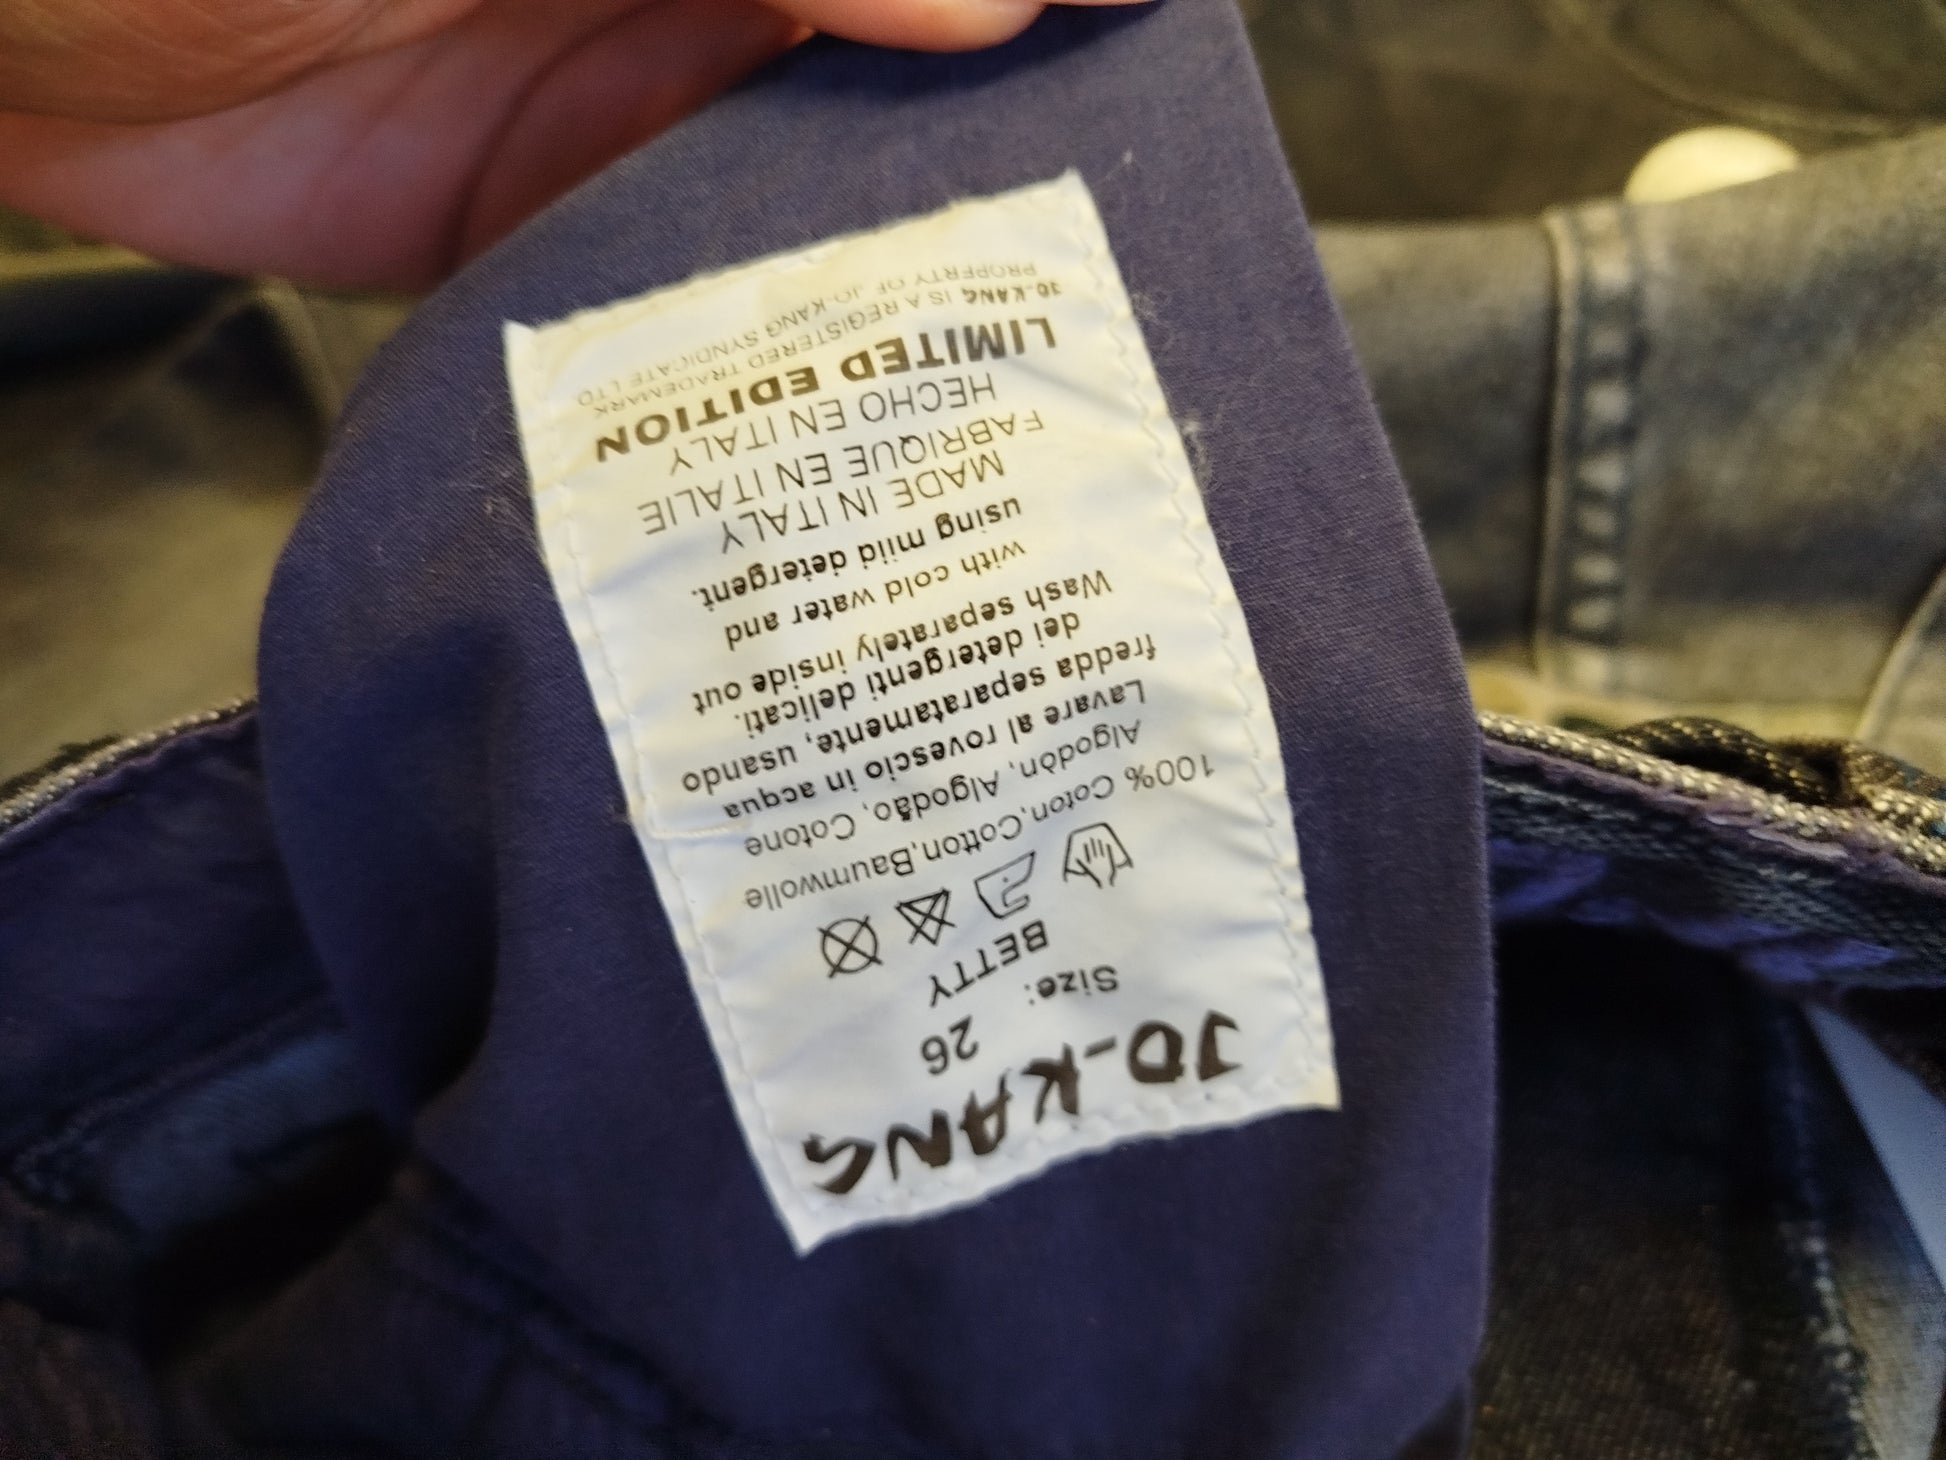 JO-KANG
Size: 26
BETTY
100% Coton,Cotton,Baumwolle
Algodòn, Algodão, Cotone
Lavare al rovescio in acqua
fredda separatamente, usando
dei detergenti delicati.
Wash separately inside out
with cold water and
using mild detergent.
MADE IN ITALY
FABRIQUE EN ITALIE
HECHO EN ITALY
LIMITED EDITION
JO-KANG IS A REGISTERED TRADEMARK
PROPERTY OF JO-KANG SYNDICATE LTD